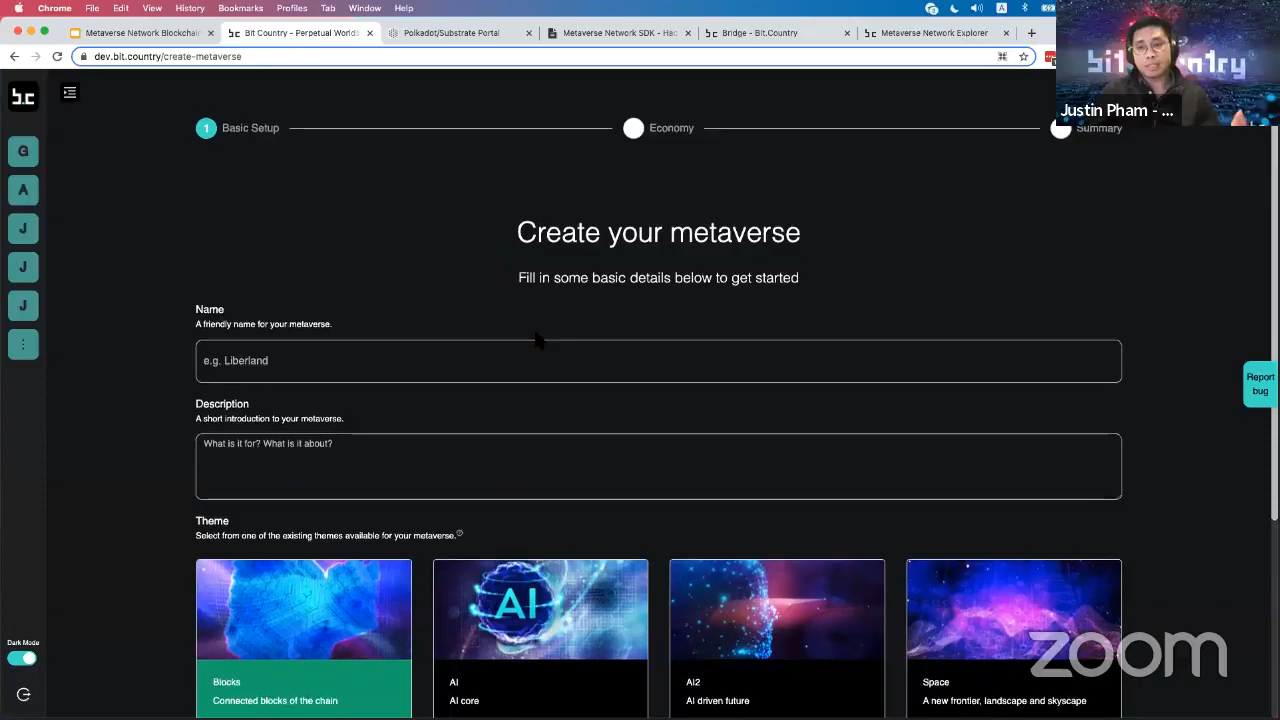 Chrome File Edit View History Bookmarks Profiles Tab Window Help
Metaverse Network Blockchain
Bit Country - Perpetual Worlds
Polkadot/Substrate Portal
Metaverse Network SDK - Hac
Bridge - Bit.Country
Metaverse Network Explorer
dev.bit.country/create-metaverse
Justin Pham - ...
b.c
G
A
J
J
J
1 Basic Setup
Economy
Summary
Create your metaverse
Fill in some basic details below to get started
Name
A friendly name for your metaverse.
e.g. Liberland
Report
bug
Description
A short introduction to your metaverse.
What is it for? What is it about?
Theme
Select from one of the existing themes available for your metaverse.
AI
Blocks
Connected blocks of the chain
AI
AI core
AI2
AI driven future
Space
A new frontier, landscape and skyscape
Dark Mode
zoom